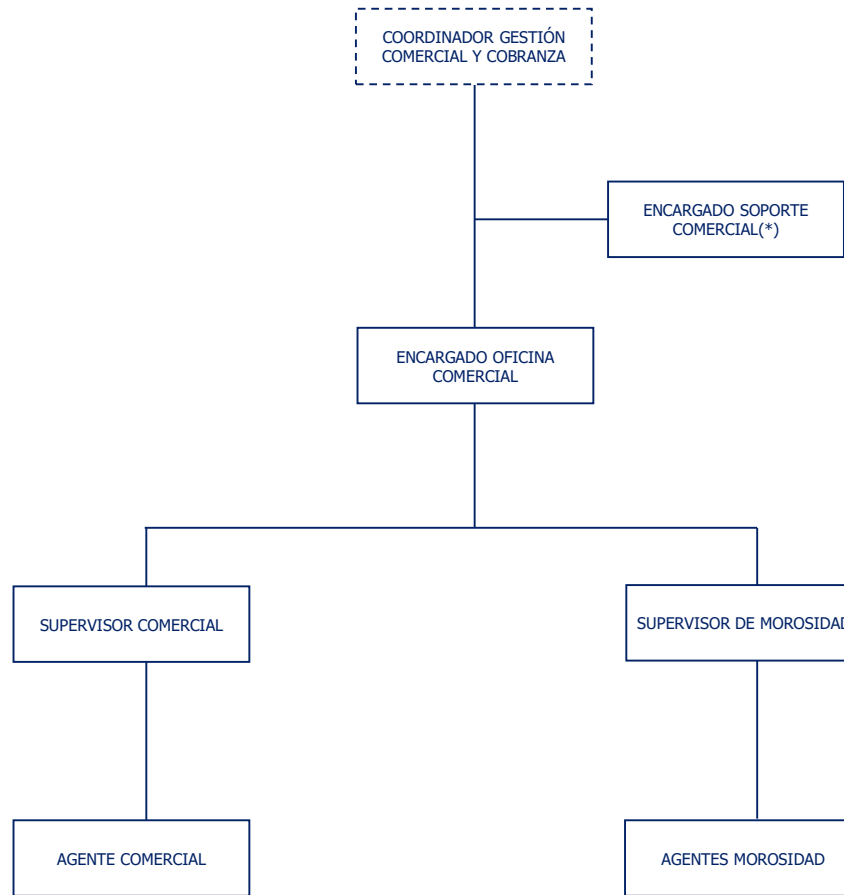 COORDINADOR GESTIÓN
COMERCIAL Y COBRANZA
ENCARGADO SOPORTE
COMERCIAL(*)
ENCARGADO OFICINA
COMERCIAL
SUPERVISOR COMERCIAL
SUPERVISOR DE MOROSIDAD
AGENTE COMERCIAL
AGENTES MOROSIDAD